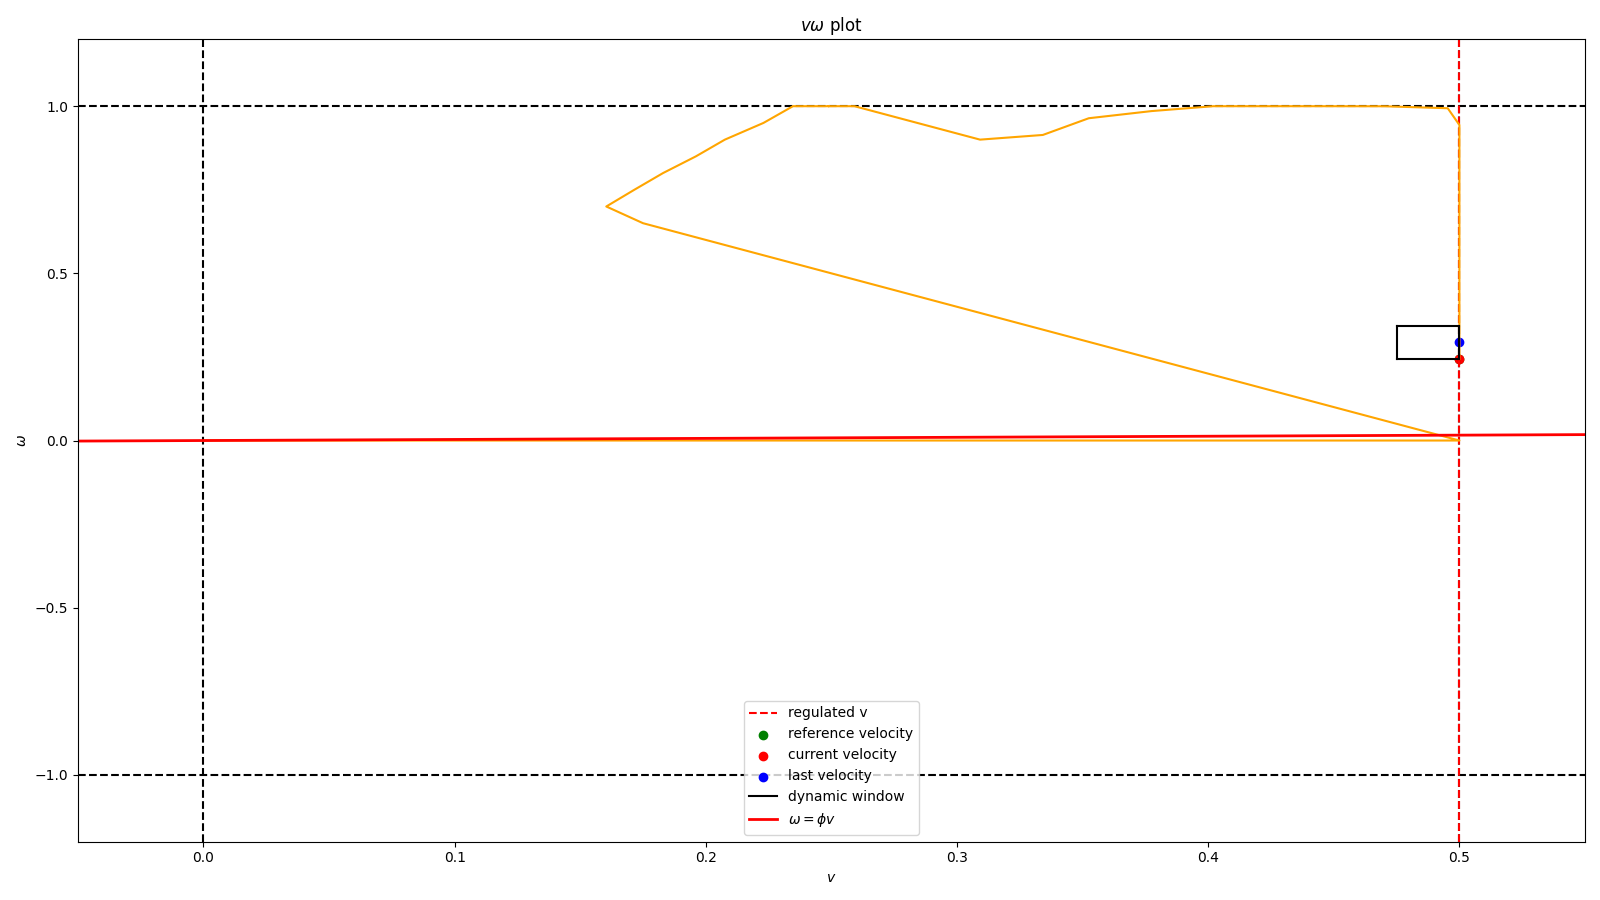 vω plot
1.0
0.5
0.0
−0.5
−1.0
ω
regulated v
reference velocity
current velocity
last velocity
dynamic window
ω = ϕv
0.0 0.1 0.2 0.3 0.4 0.5
v